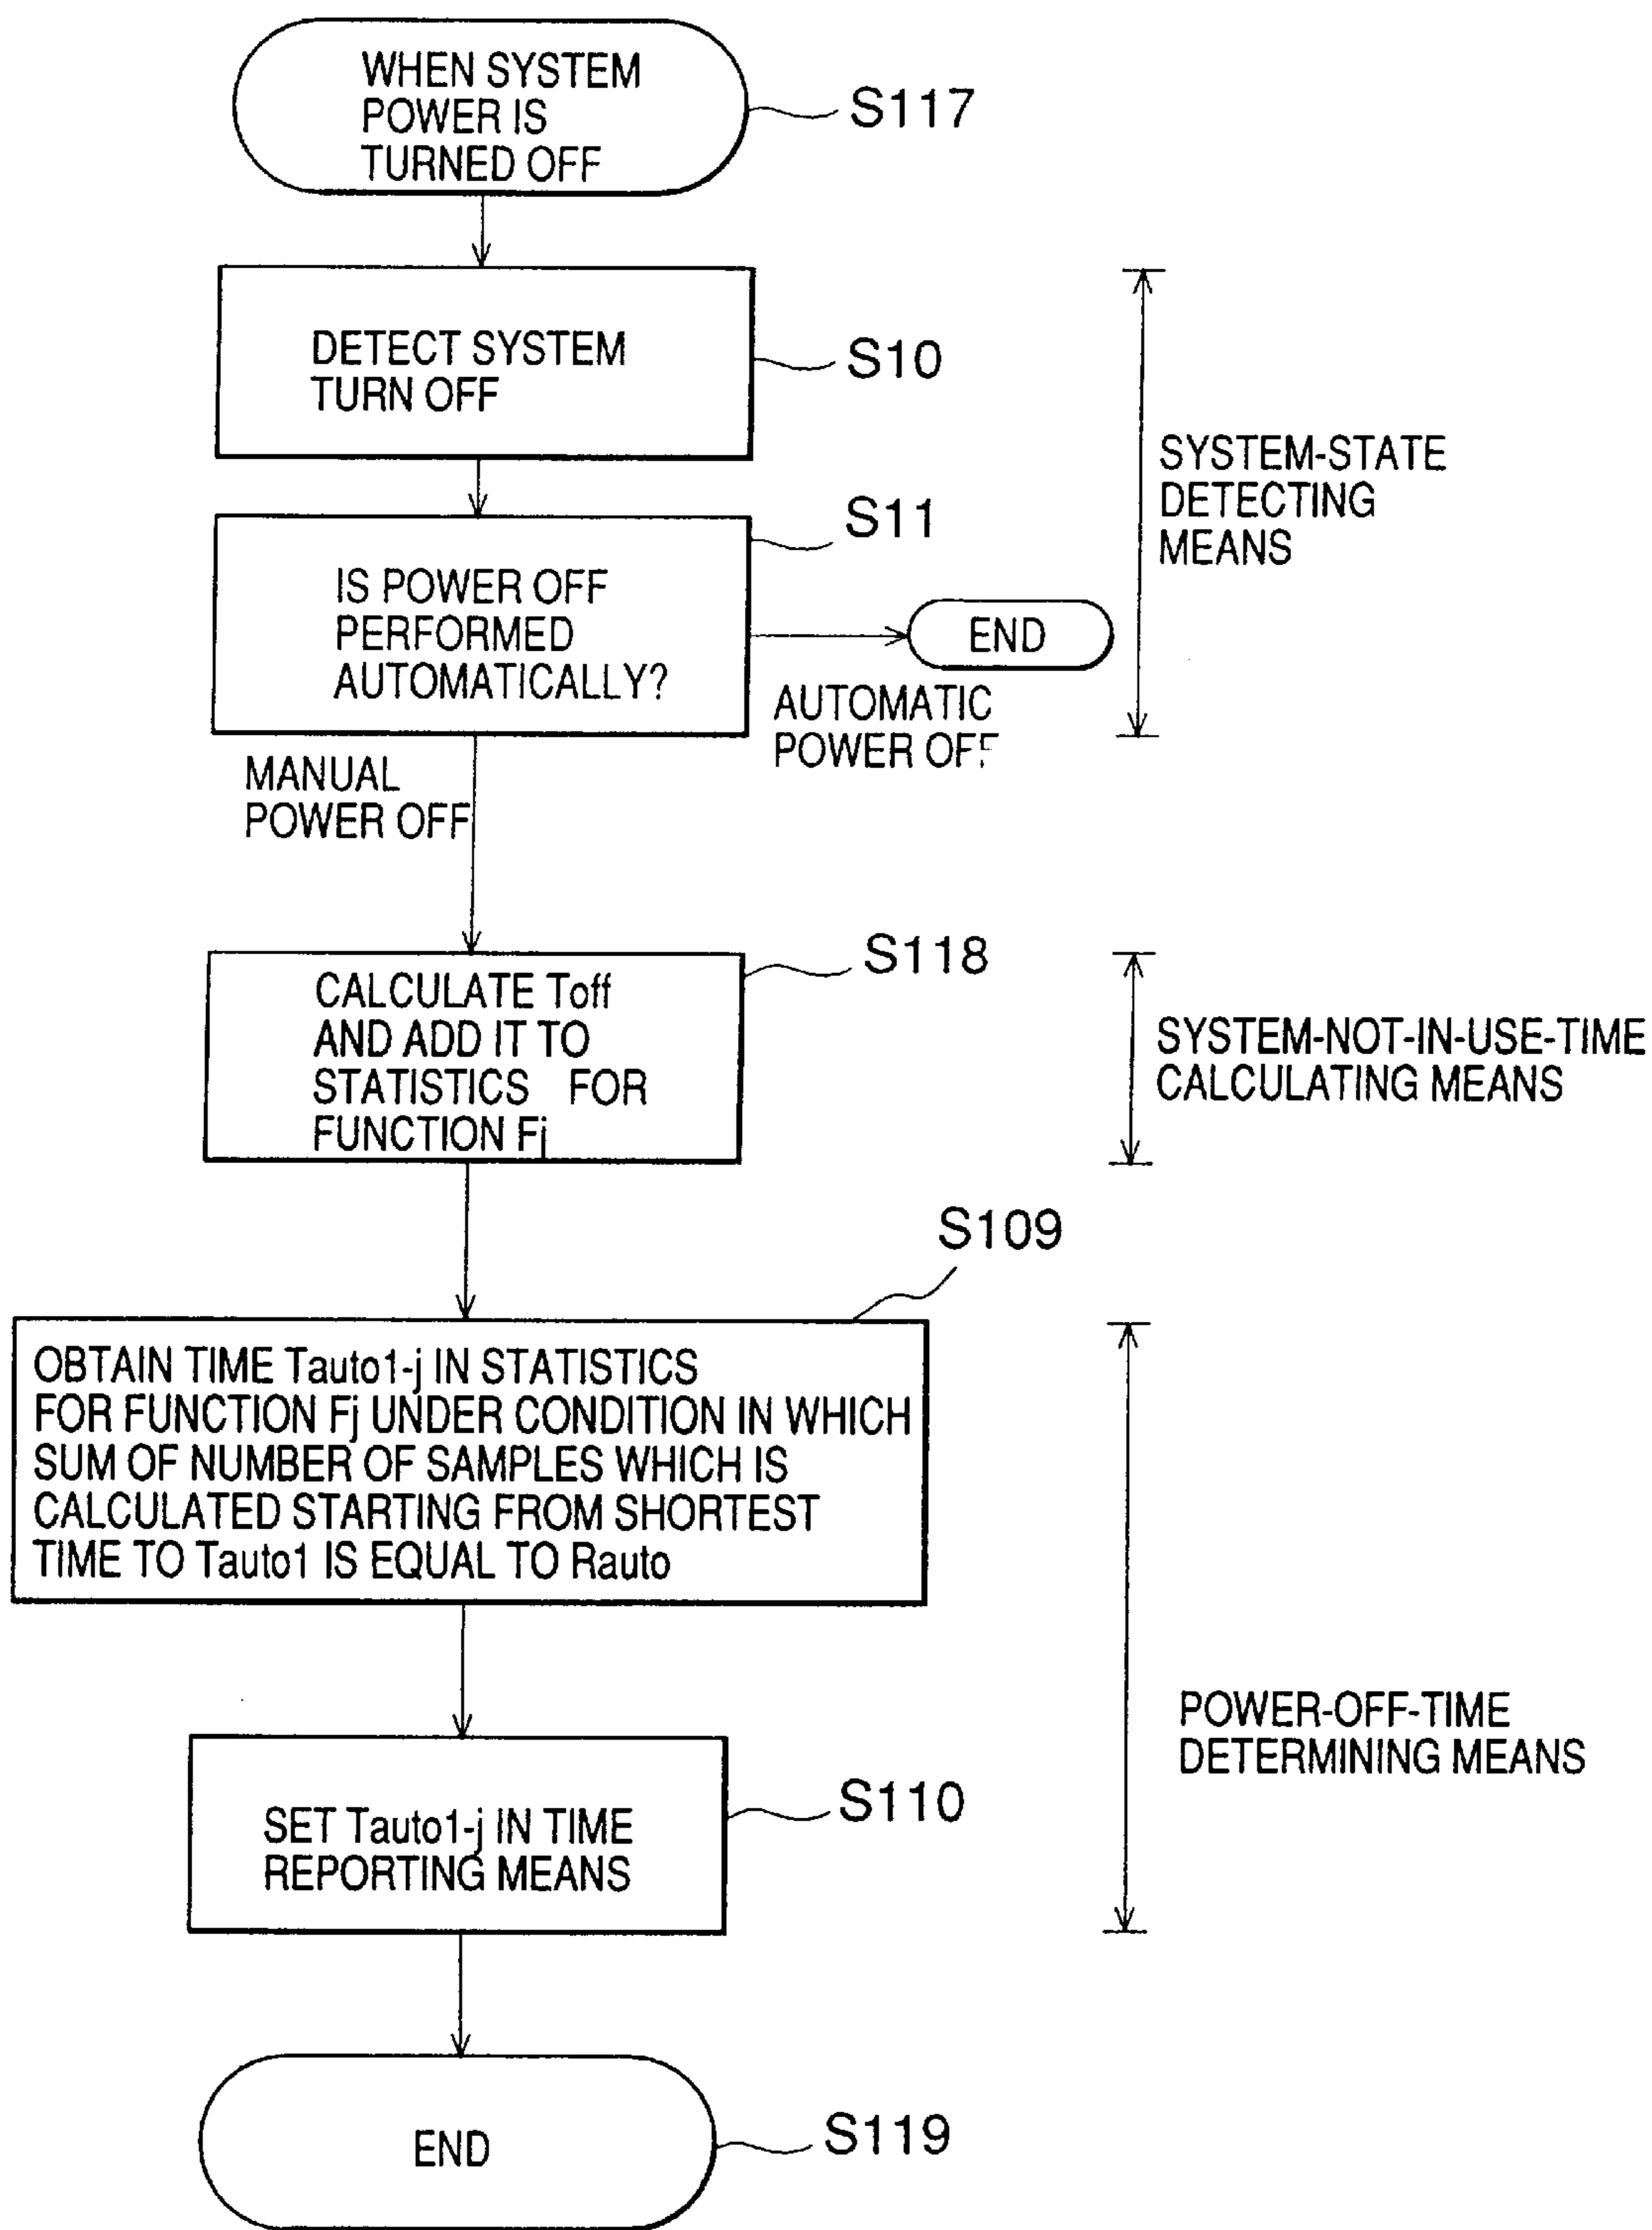 WHEN SYSTEM
POWER IS
TURNED OFF
S117
DETECT SYSTEM
TURN OFF
S10
SYSTEM-STATE
DETECTING
MEANS
S11
IS POWER OFF
PERFORMED
AUTOMATICALLY?
END
AUTOMATIC
POWER OFF
MANUAL
POWER OFF
S118
CALCULATE Toff
AND ADD IT TO
STATISTICS FOR
FUNCTION Fj
SYSTEM-NOT-IN-USE-TIME
CALCULATING MEANS
S109
OBTAIN TIME Tauto1-j IN STATISTICS
FOR FUNCTION Fj UNDER CONDITION IN WHICH
SUM OF NUMBER OF SAMPLES WHICH IS
CALCULATED STARTING FROM SHORTEST
TIME TO Tauto1 IS EQUAL TO Rauto
POWER-OFF-TIME
DETERMINING MEANS
S110
SET Tauto1-j IN TIME
REPORTING MEANS
END
S119